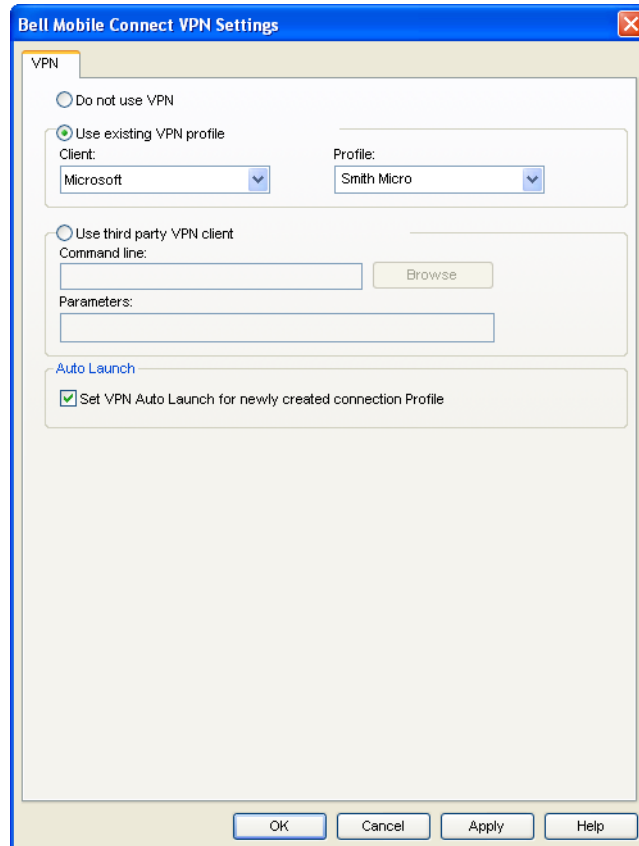 Bell Mobile Connect VPN Settings
VPN
Do not use VPN
Use existing VPN profile
Client: Profile:
Microsoft Smith Micro
Use third party VPN client
Command line:
Browse
Parameters:
Auto Launch
Set VPN Auto Launch for newly created connection Profile
OK Cancel Apply Help